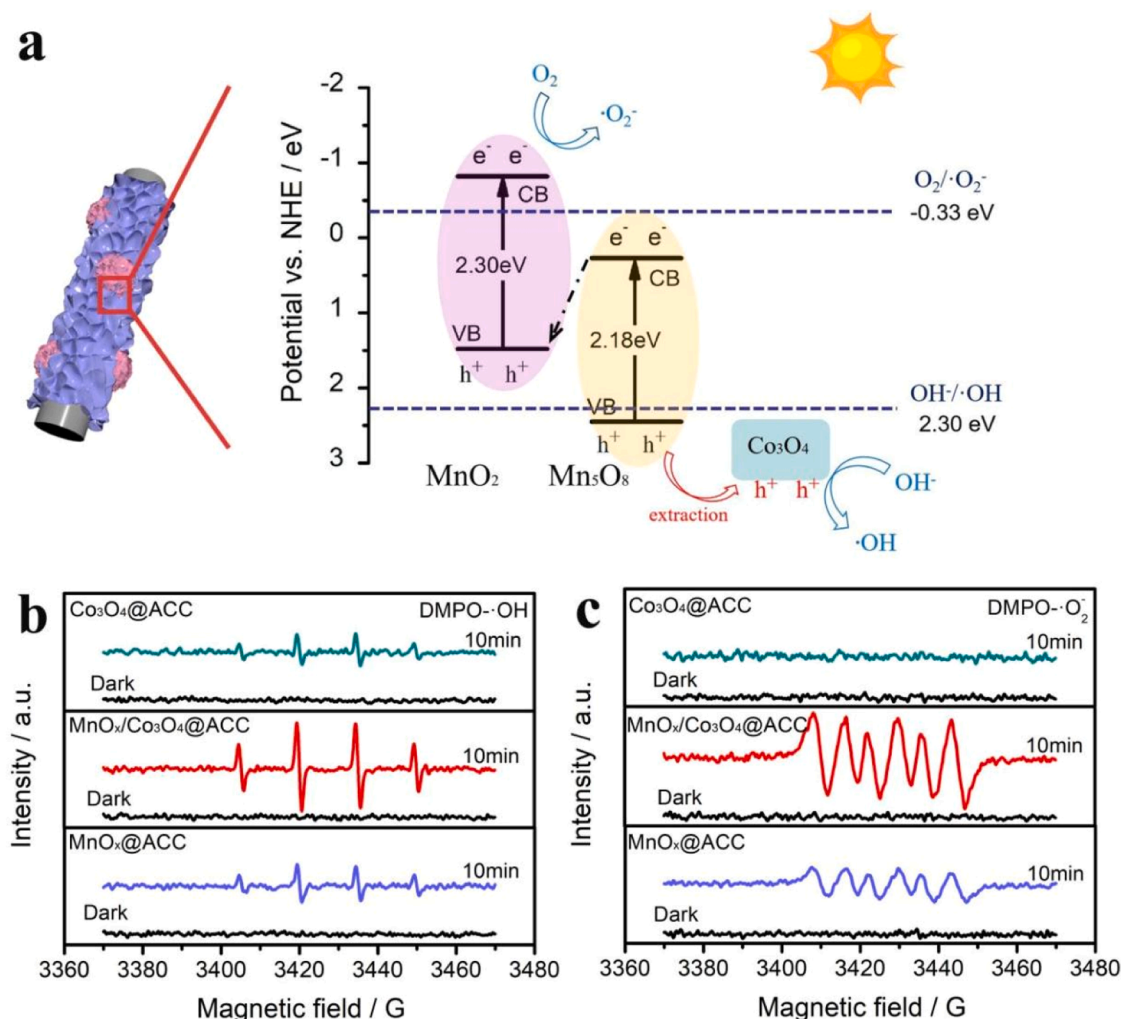 a
-2
-1
0
1
2
3
Potential vs. NHE / eV
O₂
·O₂⁻
e⁻ e⁻
CB
2.30eV
VB
h⁺ h⁺
MnO₂
e⁻ e⁻
CB
2.18eV
VB
h⁺ h⁺
Mn₅O₈
O₂/·O₂⁻
-0.33 eV
OH⁻/·OH
2.30 eV
Co₃O₄
h⁺ h⁺
extraction
OH⁻
·OH
b
Co₃O₄@ACC DMPO-·OH
10min
Dark
MnOₓ/Co₃O₄@ACC
10min
Dark
MnOₓ@ACC
10min
Dark
Intensity / a.u.
3360 3380 3400 3420 3440 3460 3480
Magnetic field / G
c
Co₃O₄@ACC DMPO-·O₂⁻
10min
Dark
MnOₓ/Co₃O₄@ACC
10min
Dark
MnOₓ@ACC
10min
Dark
Intensity / a.u.
3360 3380 3400 3420 3440 3460 3480
Magnetic field / G